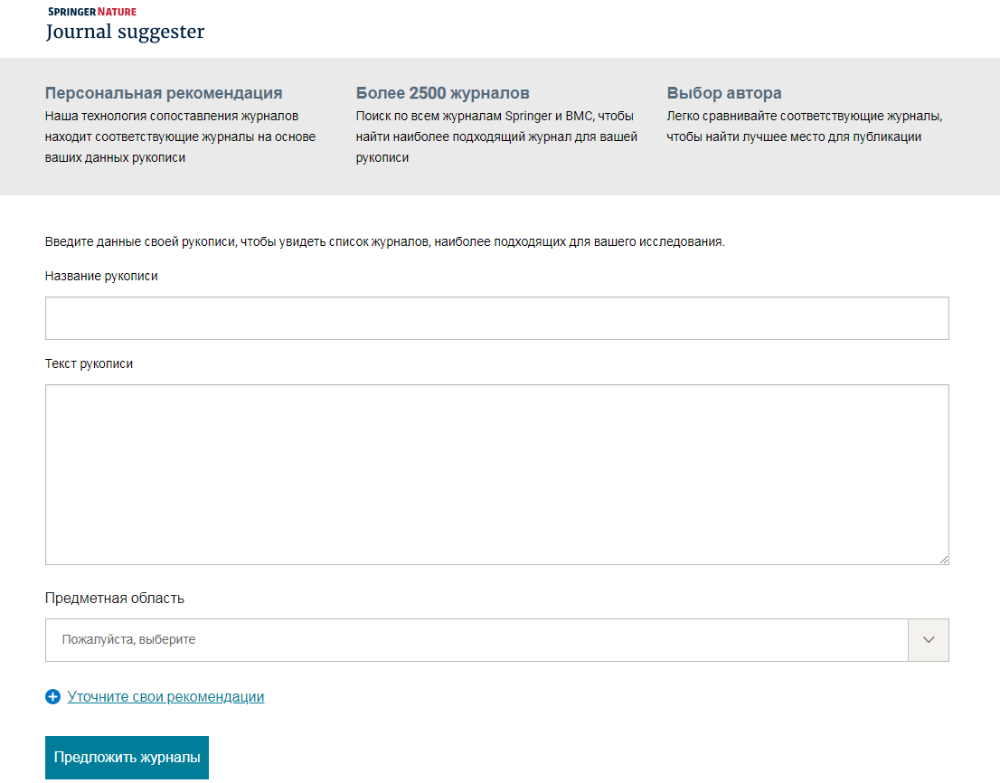 SPRINGER NATURE
Journal suggester
Персональная рекомендация
Наша технология сопоставления журналов
находит соответствующие журналы на основе
ваших данных рукописи
Более 2500 журналов
Поиск по всем журналам Springer и BMC, чтобы
найти наиболее подходящий журнал для вашей
рукописи
Выбор автора
Легко сравнивайте соответствующие журналы,
чтобы найти лучшее место для публикации
Введите данные своей рукописи, чтобы увидеть список журналов, наиболее подходящих для вашего исследования.
Название рукописи
Текст рукописи
Предметная область
Пожалуйста, выберите
Уточните свои рекомендации
Предложить журналы